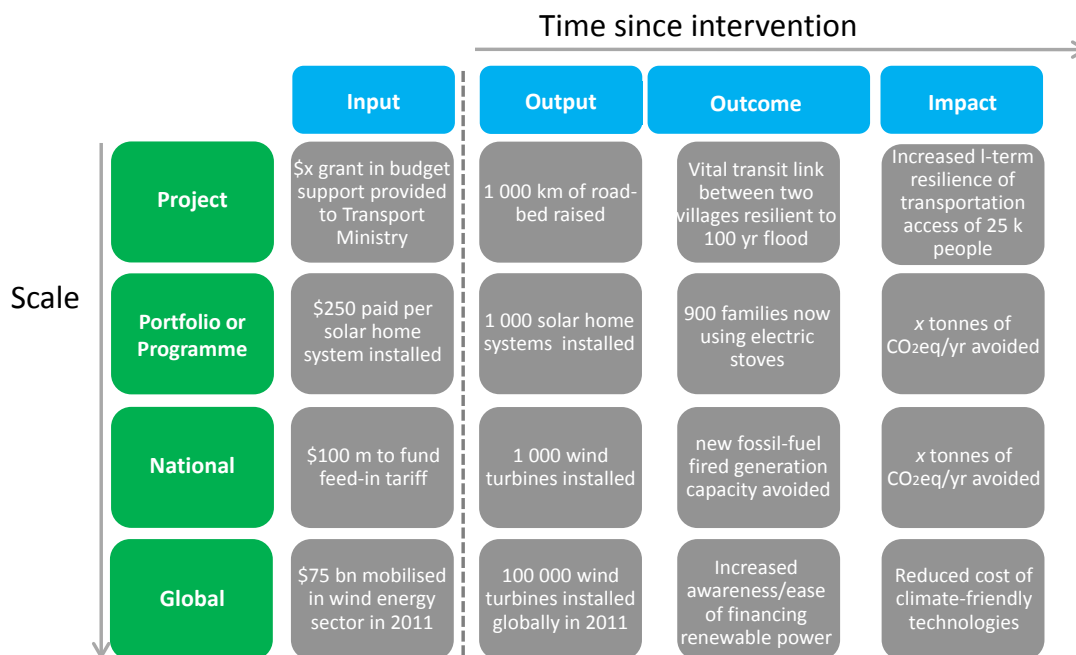 Time since intervention
Input
Output
Outcome
Impact
Scale
Project
$x grant in budget
support provided
to Transport
Ministry
1 000 km of road-
bed raised
Vital transit link
between two
villages resilient to
100 yr flood
Increased l-term
resilience of
transportation
access of 25 k
people
Portfolio or
Programme
$250 paid per
solar home
system installed
1 000 solar home
systems installed
900 families now
using electric
stoves
x tonnes of
CO2eq/yr avoided
National
$100 m to fund
feed-in tariff
1 000 wind
turbines installed
new fossil-fuel
fired generation
capacity avoided
x tonnes of
CO2eq/yr avoided
Global
$75 bn mobilised
in wind energy
sector in 2011
100 000 wind
turbines installed
globally in 2011
Increased
awareness/ease
of financing
renewable power
Reduced cost of
climate-friendly
technologies